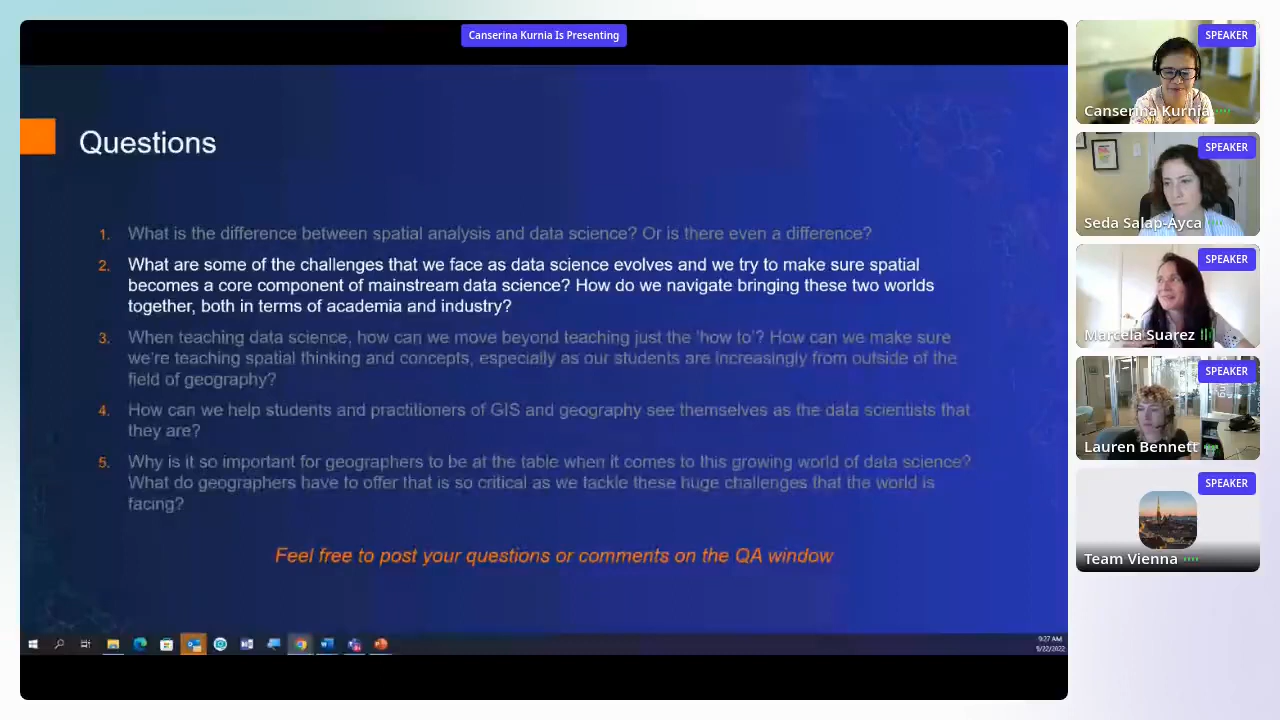 Canserina Kurnia Is Presenting
Questions
1. What is the difference between spatial analysis and data science? Or is there even a difference?
2. What are some of the challenges that we face as data science evolves and we try to make sure spatial
becomes a core component of mainstream data science? How do we navigate bringing these two worlds
together, both in terms of academia and industry?
3. When teaching data science, how can we move beyond teaching just the 'how to'? How can we make sure
we're teaching spatial thinking and concepts, especially as our students are increasingly from outside of the
field of geography?
4. How can we help students and practitioners of GIS and geography see themselves as the data scientists that
they are?
5. Why is it so important for geographers to be at the table when it comes to this growing world of data science?
What do geographers have to offer that is so critical as we tackle these huge challenges that the world is
facing?
Feel free to post your questions or comments on the QA window
9:27 AM
SPEAKER
Canserina Kurnia
SPEAKER
Seda Salap-Ayca
SPEAKER
Marcela Suarez
SPEAKER
Lauren Bennett
SPEAKER
Team Vienna